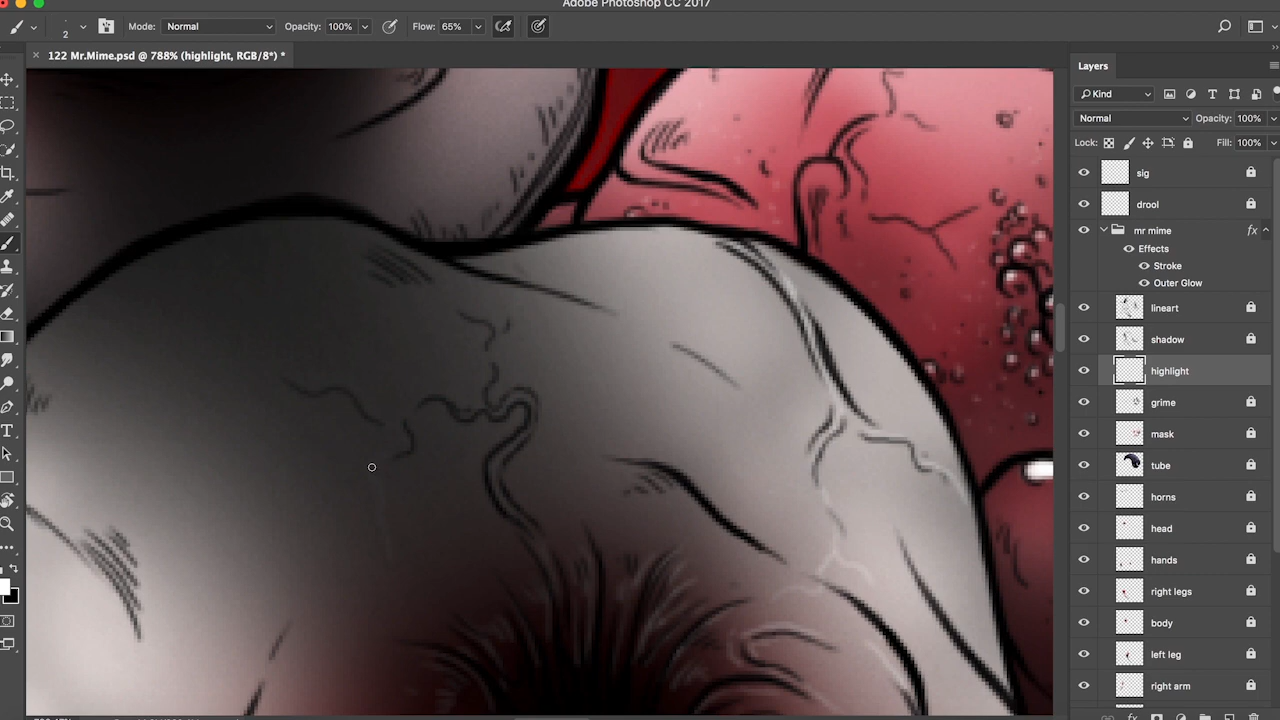 Adobe Photoshop CC 2017
2 Mode: Normal Opacity: 100% Flow: 65%
122 Mr.Mime.psd @ 788% (highlight, RGB/8*) *
Layers
Kind
Normal Opacity: 100%
Lock: Fill: 100%
sig
drool
mr mime fx
Effects
Stroke
Outer Glow
lineart
shadow
highlight
grime
mask
tube
horns
head
hands
right legs
body
left leg
right arm